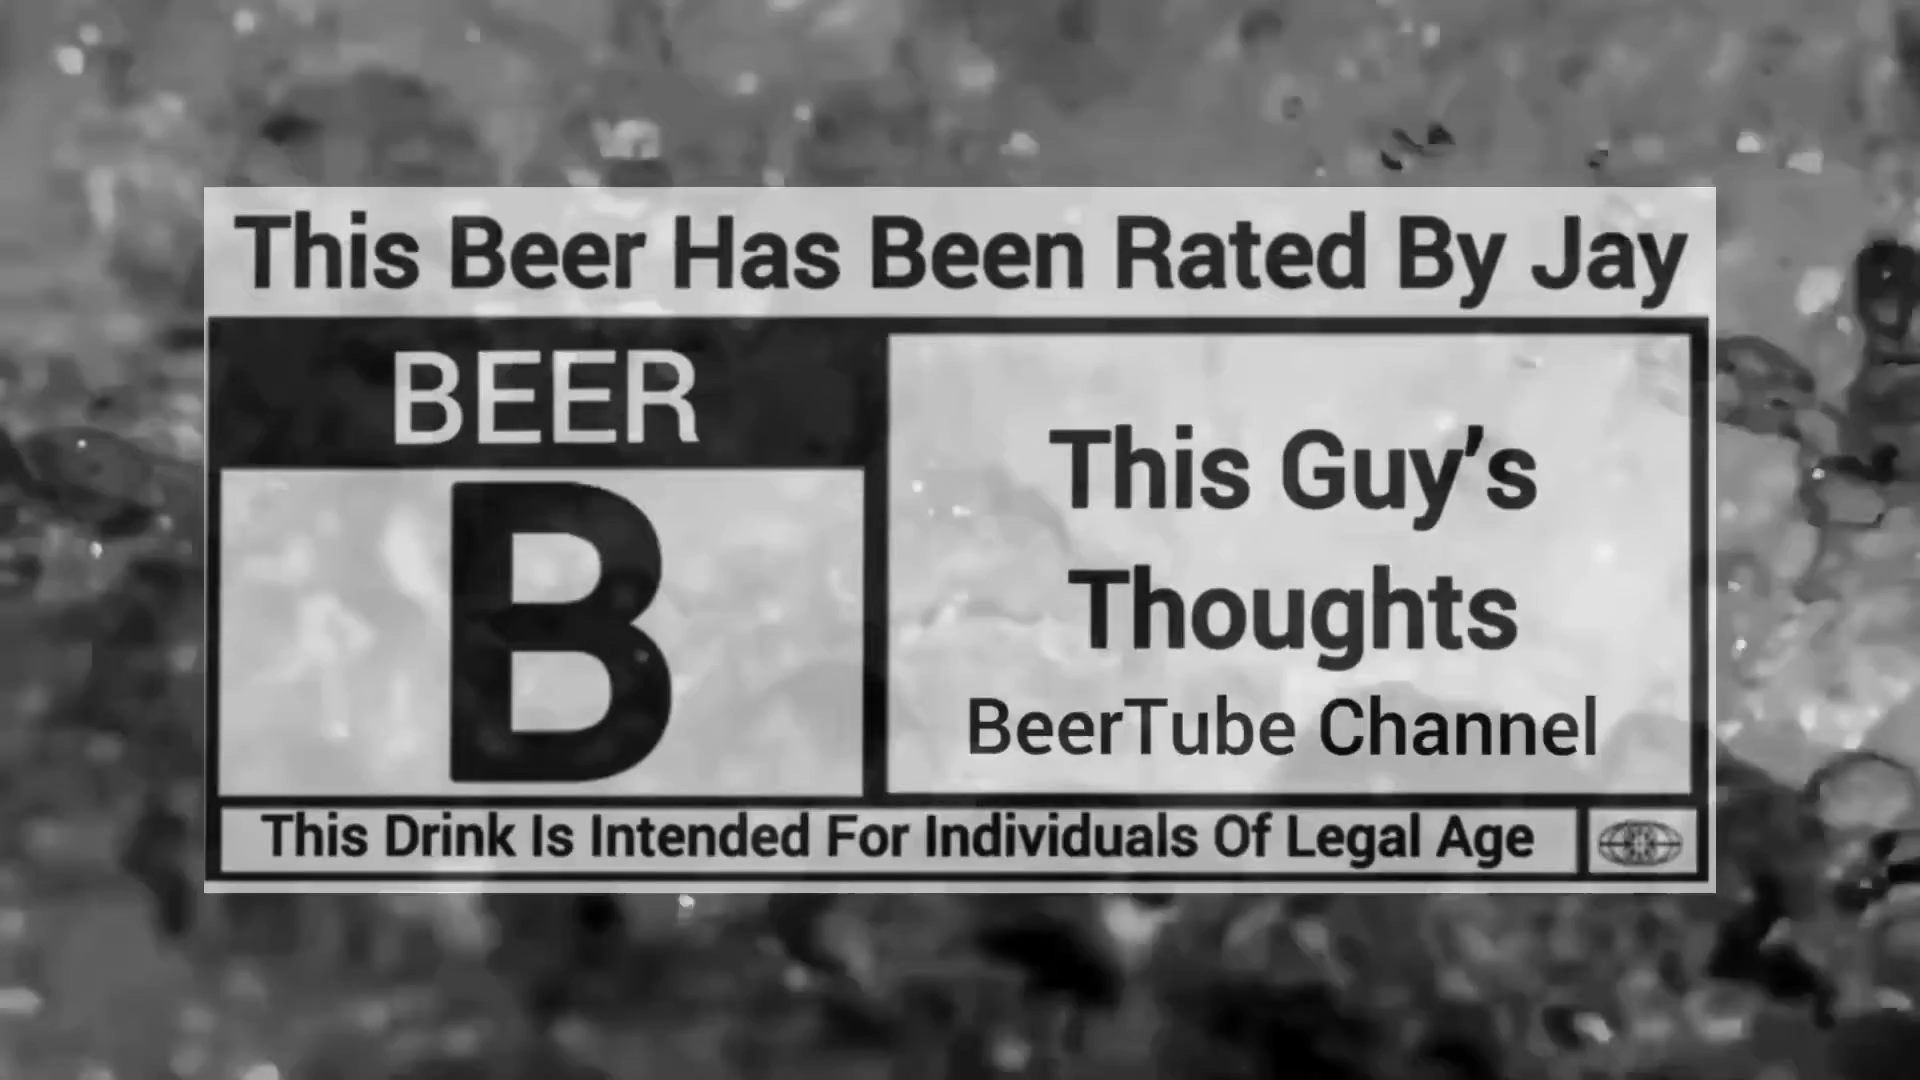 This Beer Has Been Rated By Jay
BEER
B
This Guy's
Thoughts
BeerTube Channel
This Drink Is Intended For Individuals Of Legal Age